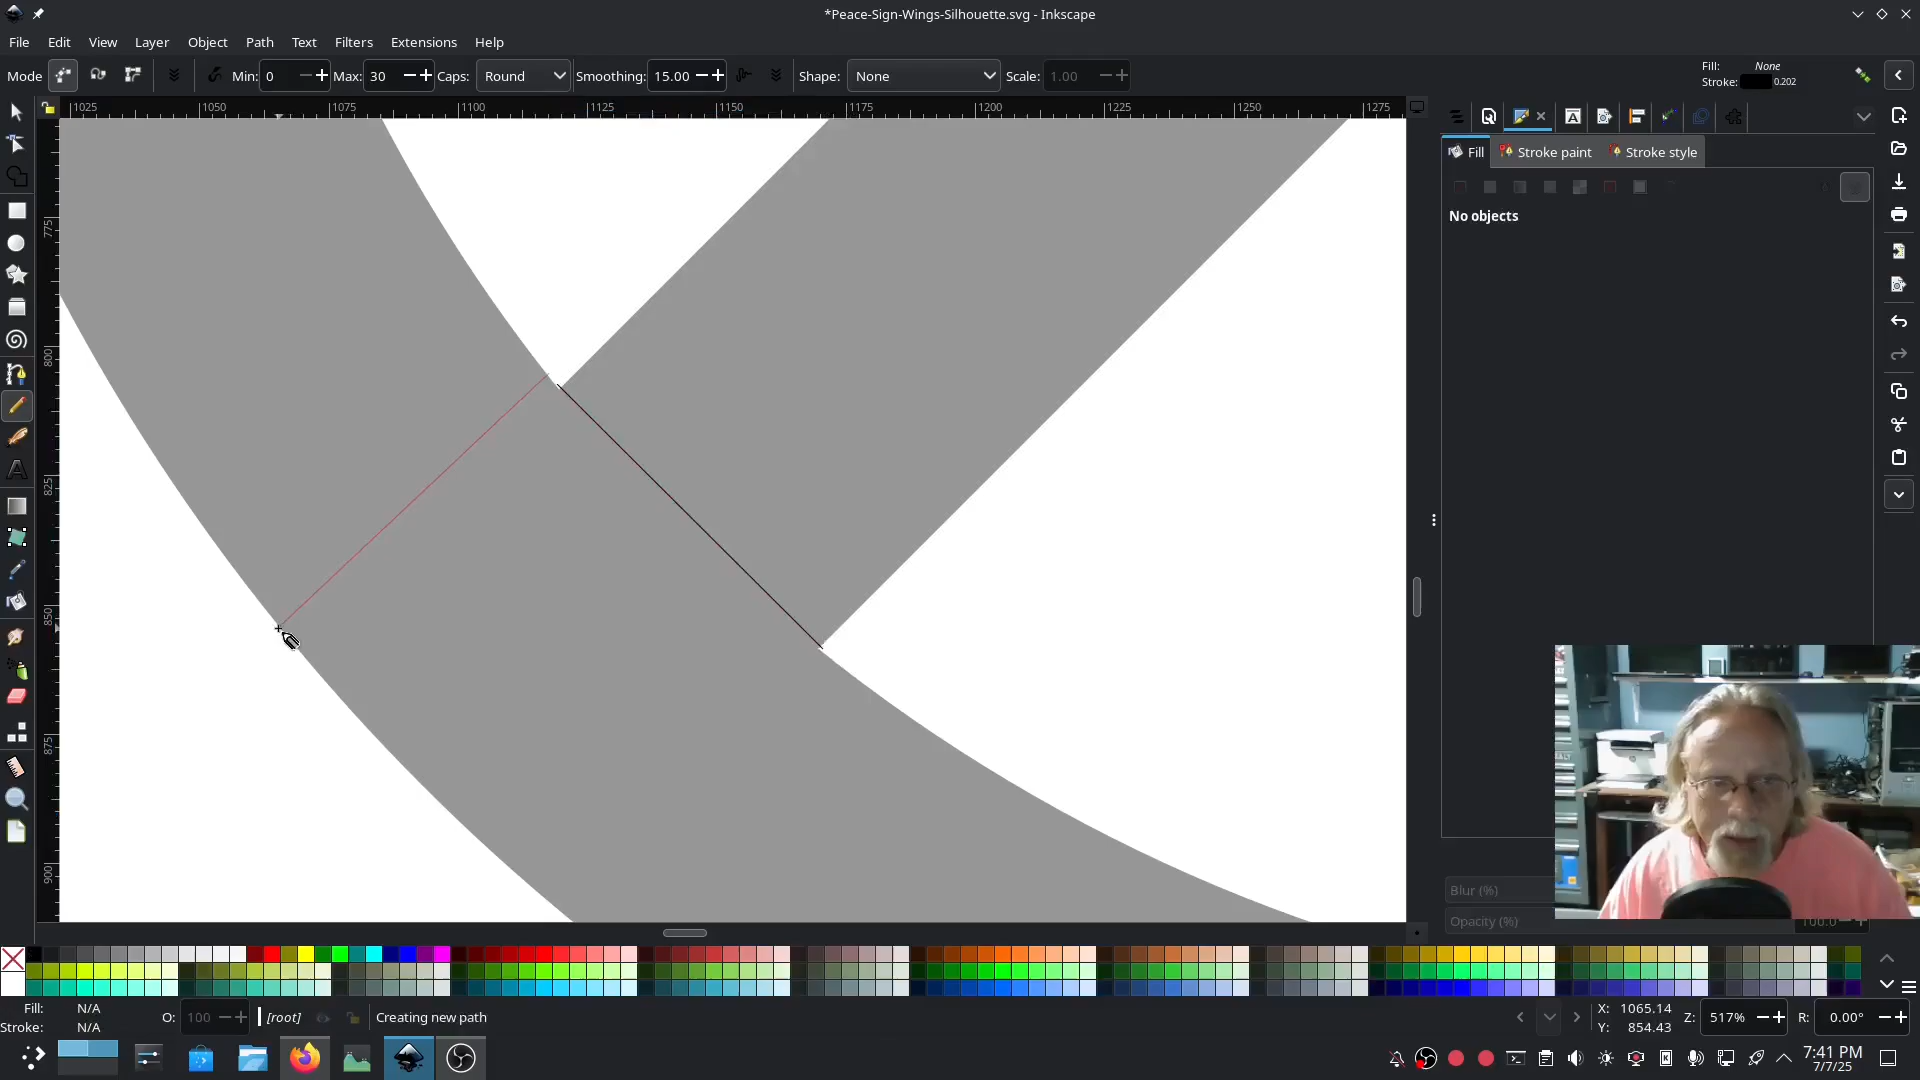 *Peace-Sign-Wings-Silhouette.svg - Inkscape
File Edit View Layer Object Path Text Filters Extensions Help
Mode Min: 0 Max: 30 Caps: Round Smoothing: 15.00 Shape: None Scale: 1.00
Fill: None
Stroke: 0.202
1025 1050 1075 1100 1125 1150 1175 1200 1225 1250 1275
775
800
825
850
875
900
Fill Stroke paint Stroke style
No objects
Blur (%)
Opacity (%) 100.0
Fill: N/A
Stroke: N/A
O: 100 [root] Creating new path
X: 1065.14
Y: 854.43
Z: 517% R: 0.00°
7:41 PM
7/7/25